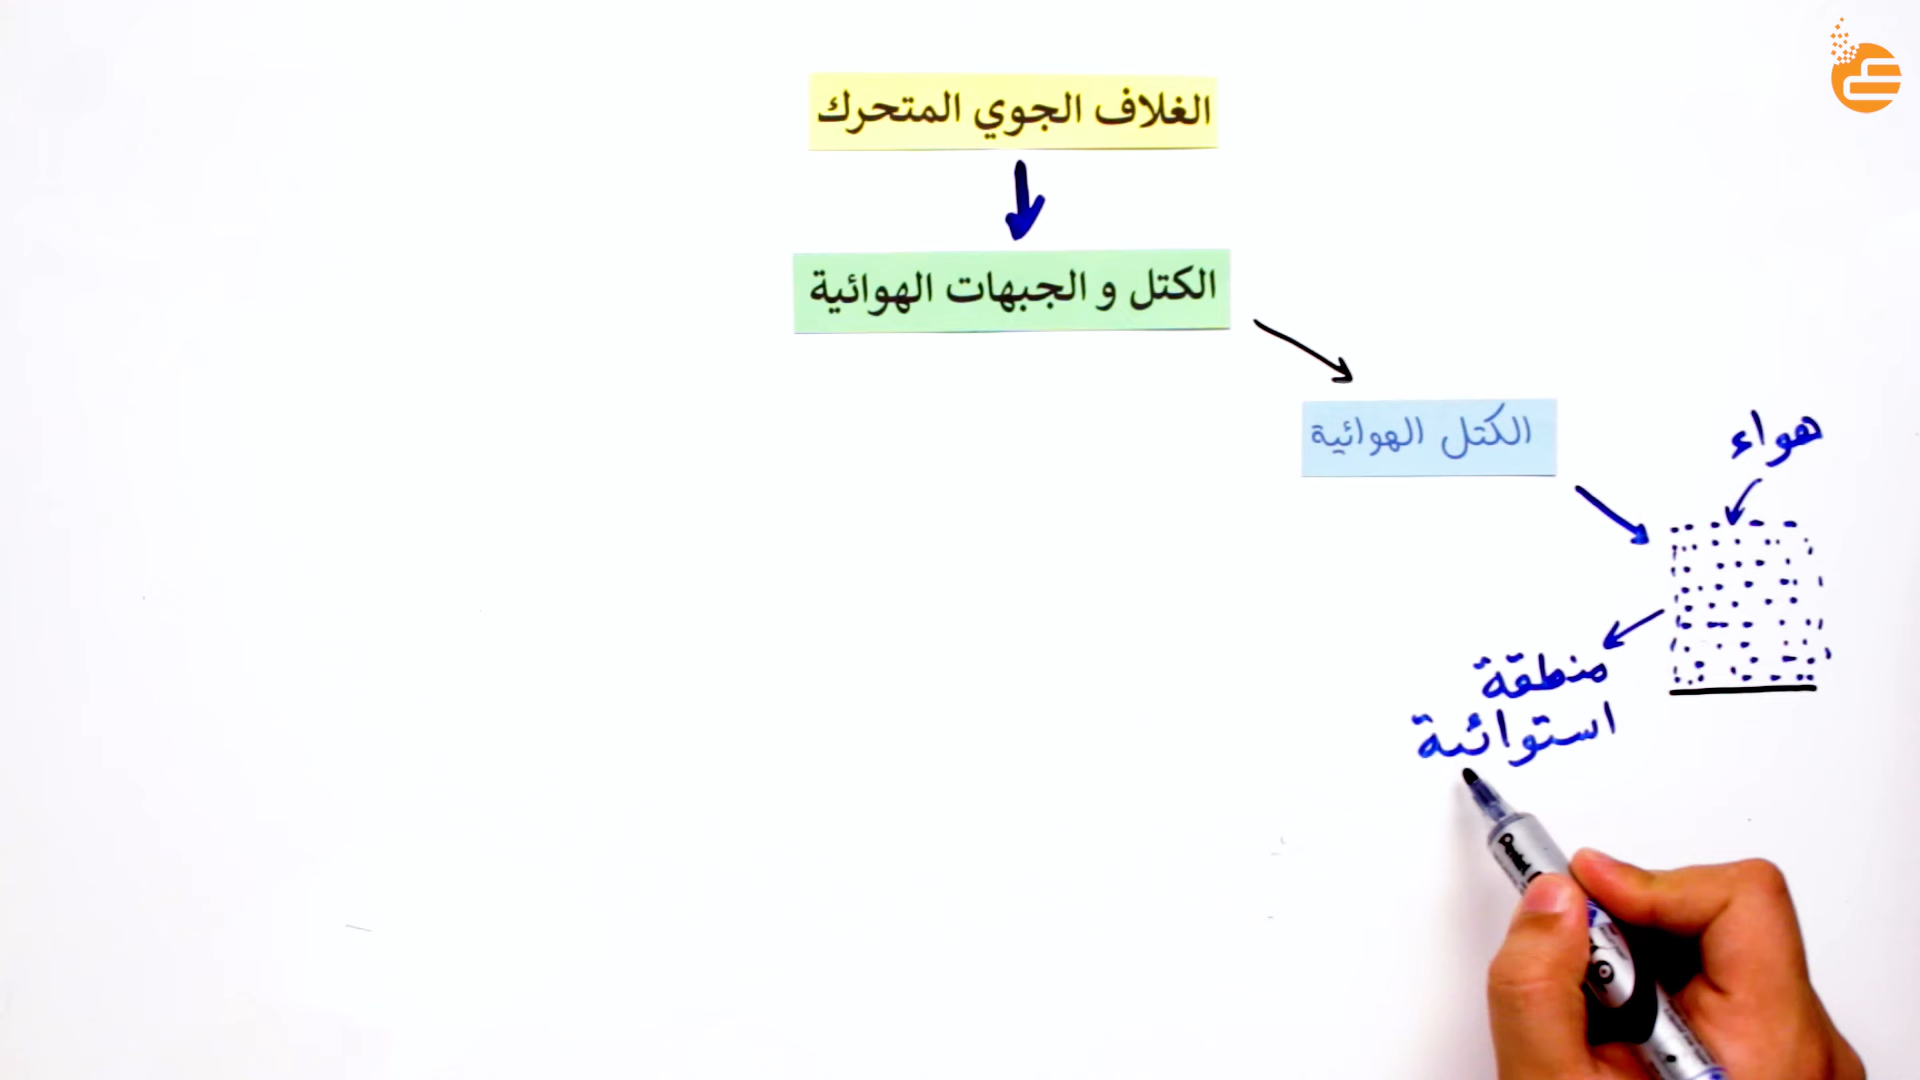 الغلاف الجوي المتحرك
الكتل و الجبهات الهوائية
الكتل الهوائية
هواء
منطقة
استوائية